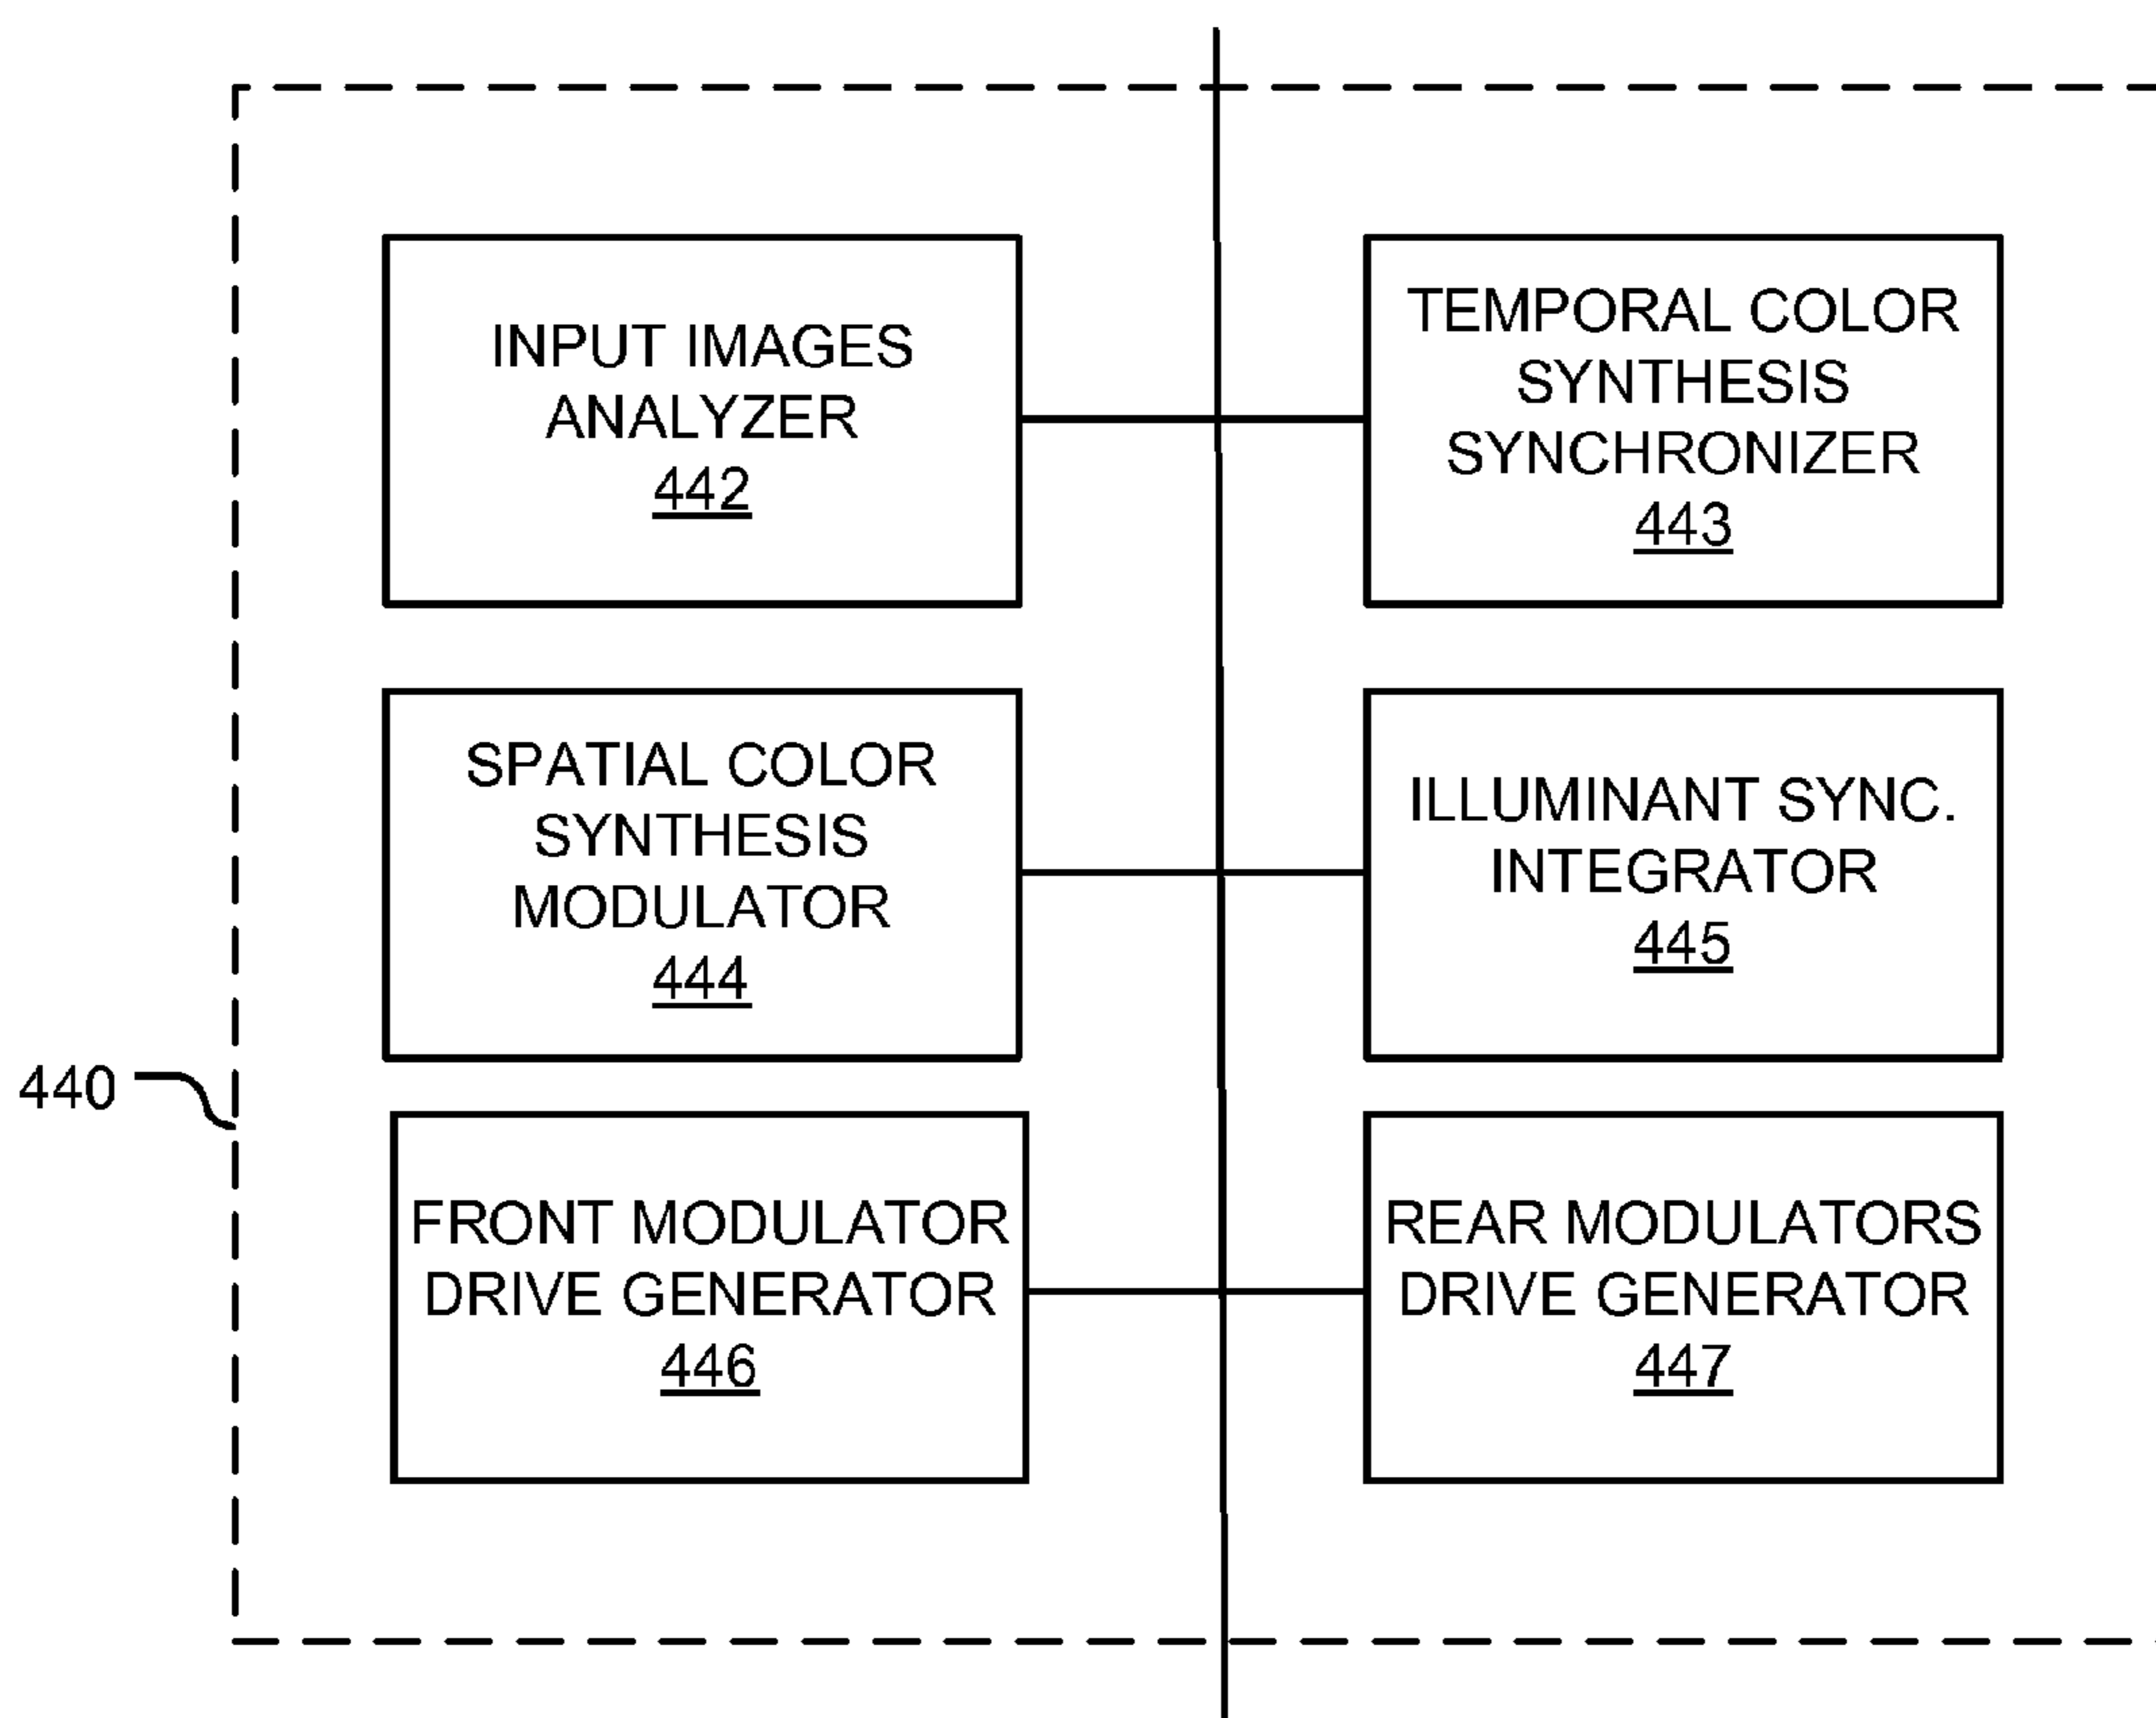 INPUT IMAGES
ANALYZER
442
TEMPORAL COLOR
SYNTHESIS
SYNCHRONIZER
443
SPATIAL COLOR
SYNTHESIS
MODULATOR
444
ILLUMINANT SYNC.
INTEGRATOR
445
440
FRONT MODULATOR
DRIVE GENERATOR
446
REAR MODULATORS
DRIVE GENERATOR
447